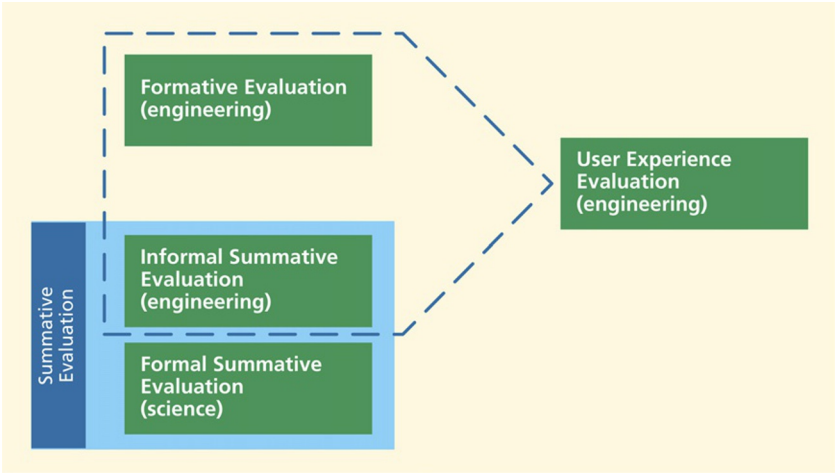 Formative Evaluation
(engineering)
User Experience
Evaluation
(engineering)
Summative
Evaluation
Informal Summative
Evaluation
(engineering)
Formal Summative
Evaluation
(science)